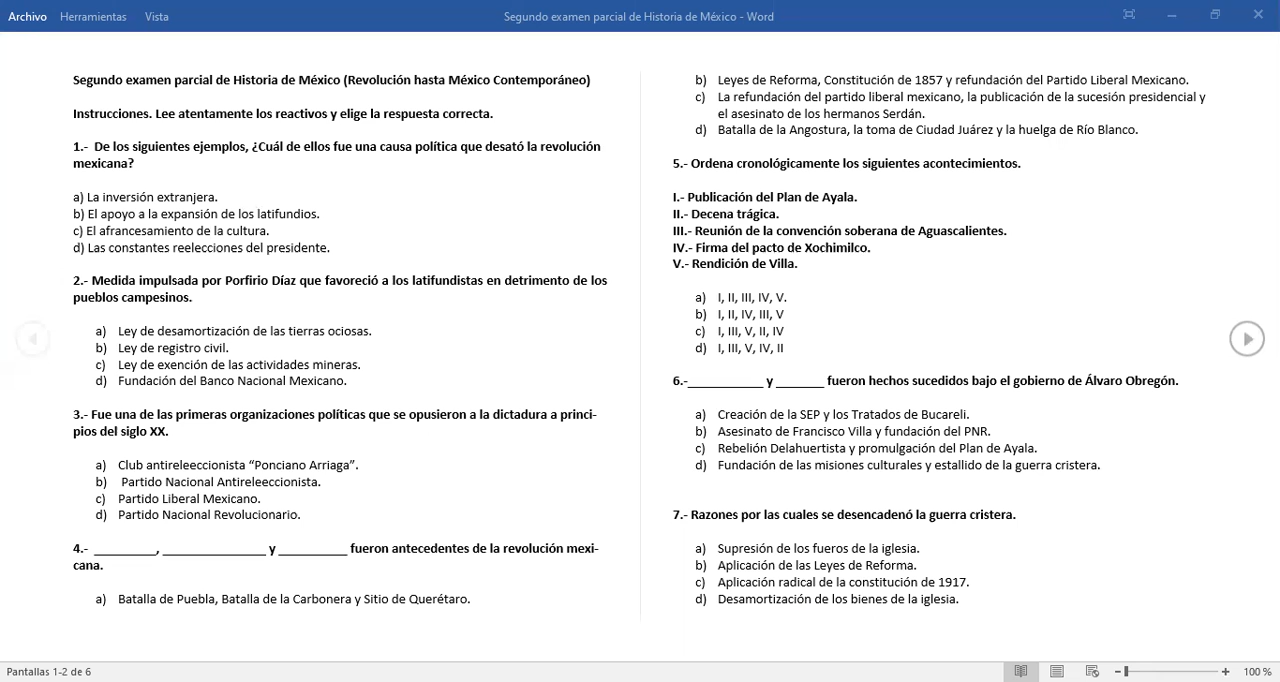 Archivo Herramientas Vista Segundo examen parcial de Historia de México - Word
Segundo examen parcial de Historia de México (Revolución hasta México Contemporáneo)
Instrucciones. Lee atentamente los reactivos y elige la respuesta correcta.
1.- De los siguientes ejemplos, ¿Cuál de ellos fue una causa política que desató la revolución
mexicana?
a) La inversión extranjera.
b) El apoyo a la expansión de los latifundios.
c) El afrancesamiento de la cultura.
d) Las constantes reelecciones del presidente.
2.- Medida impulsada por Porfirio Díaz que favoreció a los latifundistas en detrimento de los
pueblos campesinos.
a) Ley de desamortización de las tierras ociosas.
b) Ley de registro civil.
c) Ley de exención de las actividades mineras.
d) Fundación del Banco Nacional Mexicano.
3.- Fue una de las primeras organizaciones políticas que se opusieron a la dictadura a princi-
pios del siglo XX.
a) Club antireleeccionista “Ponciano Arriaga”.
b) Partido Nacional Antireleeccionista.
c) Partido Liberal Mexicano.
d) Partido Nacional Revolucionario.
4.- _________, _______________ y __________ fueron antecedentes de la revolución mexi-
cana.
a) Batalla de Puebla, Batalla de la Carbonera y Sitio de Querétaro.
b) Leyes de Reforma, Constitución de 1857 y refundación del Partido Liberal Mexicano.
c) La refundación del partido liberal mexicano, la publicación de la sucesión presidencial y
el asesinato de los hermanos Serdán.
d) Batalla de la Angostura, la toma de Ciudad Juárez y la huelga de Río Blanco.
5.- Ordena cronológicamente los siguientes acontecimientos.
I.- Publicación del Plan de Ayala.
II.- Decena trágica.
III.- Reunión de la convención soberana de Aguascalientes.
IV.- Firma del pacto de Xochimilco.
V.- Rendición de Villa.
a) I, II, III, IV, V.
b) I, II, IV, III, V
c) I, III, V, II, IV
d) I, III, V, IV, II
6.-___________ y _______ fueron hechos sucedidos bajo el gobierno de Álvaro Obregón.
a) Creación de la SEP y los Tratados de Bucareli.
b) Asesinato de Francisco Villa y fundación del PNR.
c) Rebelión Delahuertista y promulgación del Plan de Ayala.
d) Fundación de las misiones culturales y estallido de la guerra cristera.
7.- Razones por las cuales se desencadenó la guerra cristera.
a) Supresión de los fueros de la iglesia.
b) Aplicación de las Leyes de Reforma.
c) Aplicación radical de la constitución de 1917.
d) Desamortización de los bienes de la iglesia.
Pantallas 1-2 de 6 100 %